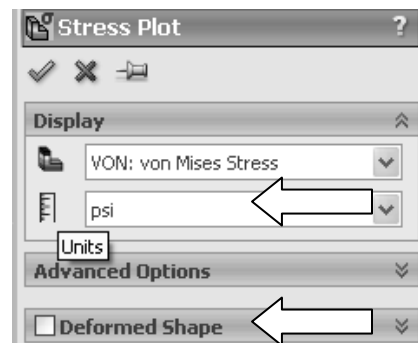 Stress Plot ?
Display
VON: von Mises Stress
psi
Units
Advanced Options
Deformed Shape